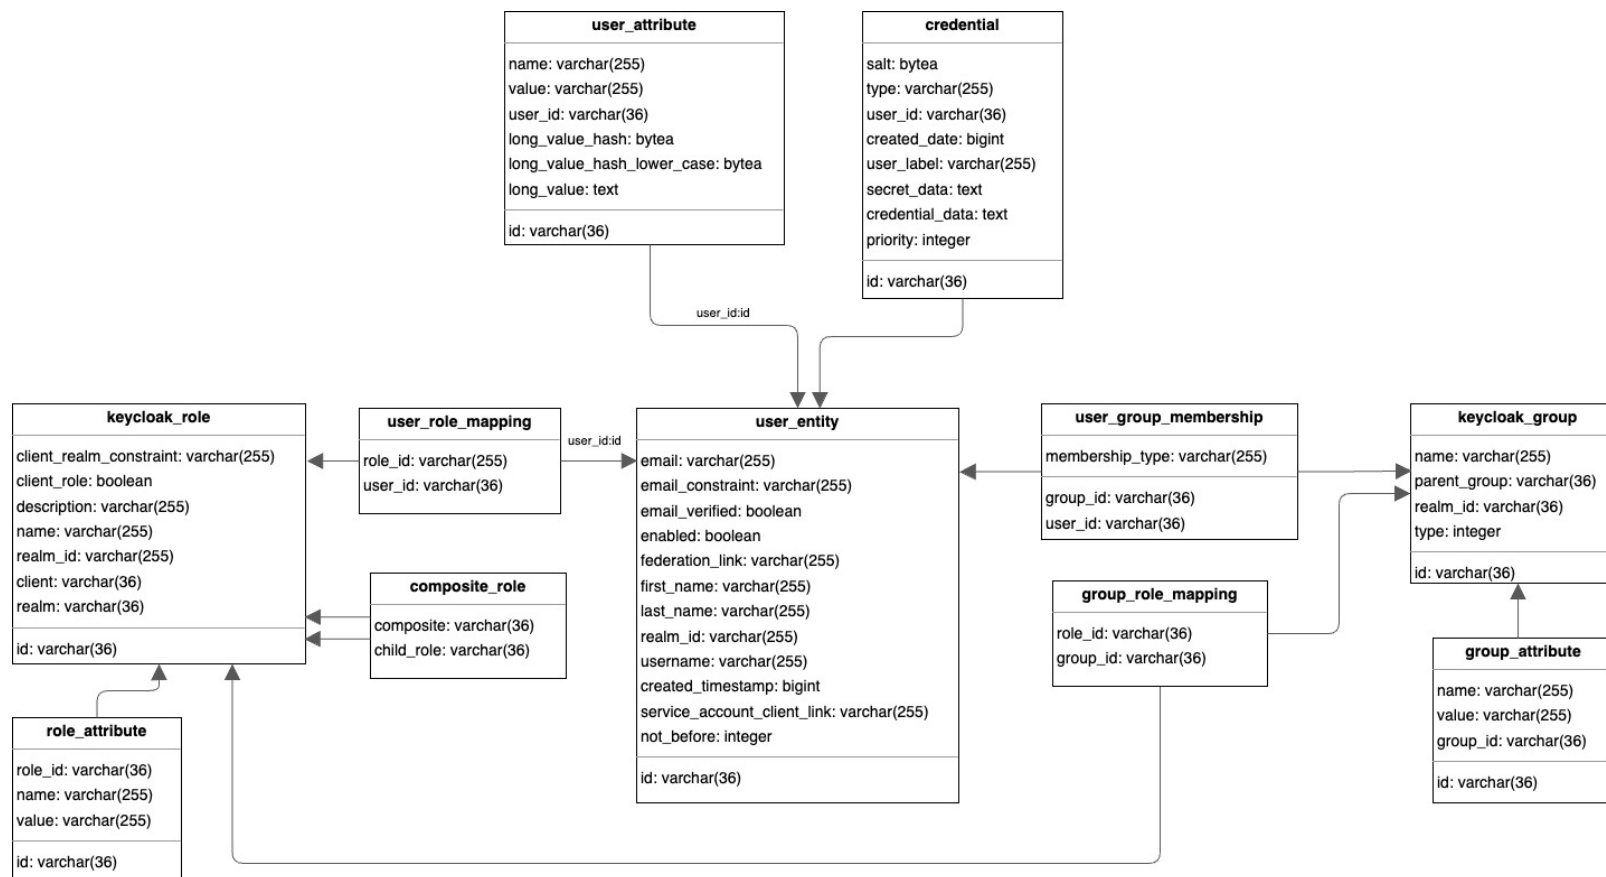 user_attribute
name: varchar(255)
value: varchar(255)
user_id: varchar(36)
long_value_hash: bytea
long_value_hash_lower_case: bytea
long_value: text
id: varchar(36)
credential
salt: bytea
type: varchar(255)
user_id: varchar(36)
created_date: bigint
user_label: varchar(255)
secret_data: text
credential_data: text
priority: integer
id: varchar(36)
user_id:id
keycloak_role
client_realm_constraint: varchar(255)
client_role: boolean
description: varchar(255)
name: varchar(255)
realm_id: varchar(255)
client: varchar(36)
realm: varchar(36)
id: varchar(36)
user_role_mapping
role_id: varchar(255)
user_id: varchar(36)
user_id:id
composite_role
composite: varchar(36)
child_role: varchar(36)
role_attribute
role_id: varchar(36)
name: varchar(255)
value: varchar(255)
id: varchar(36)
user_entity
email: varchar(255)
email_constraint: varchar(255)
email_verified: boolean
enabled: boolean
federation_link: varchar(255)
first_name: varchar(255)
last_name: varchar(255)
realm_id: varchar(255)
username: varchar(255)
created_timestamp: bigint
service_account_client_link: varchar(255)
not_before: integer
id: varchar(36)
user_group_membership
membership_type: varchar(255)
group_id: varchar(36)
user_id: varchar(36)
group_role_mapping
role_id: varchar(36)
group_id: varchar(36)
keycloak_group
name: varchar(255)
parent_group: varchar(36)
realm_id: varchar(36)
type: integer
id: varchar(36)
group_attribute
name: varchar(255)
value: varchar(255)
group_id: varchar(36)
id: varchar(36)